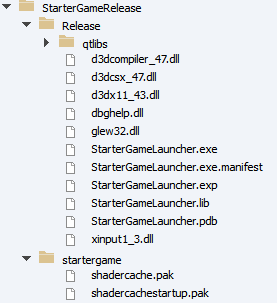 StarterGameRelease
Release
qtlibs
d3dcompiler_47.dll
d3dcsx_47.dll
d3dx11_43.dll
dbghelp.dll
glew32.dll
StarterGameLauncher.exe
StarterGameLauncher.exe.manifest
StarterGameLauncher.exp
StarterGameLauncher.lib
StarterGameLauncher.pdb
xinput1_3.dll
startergame
shadercache.pak
shadercachestartup.pak